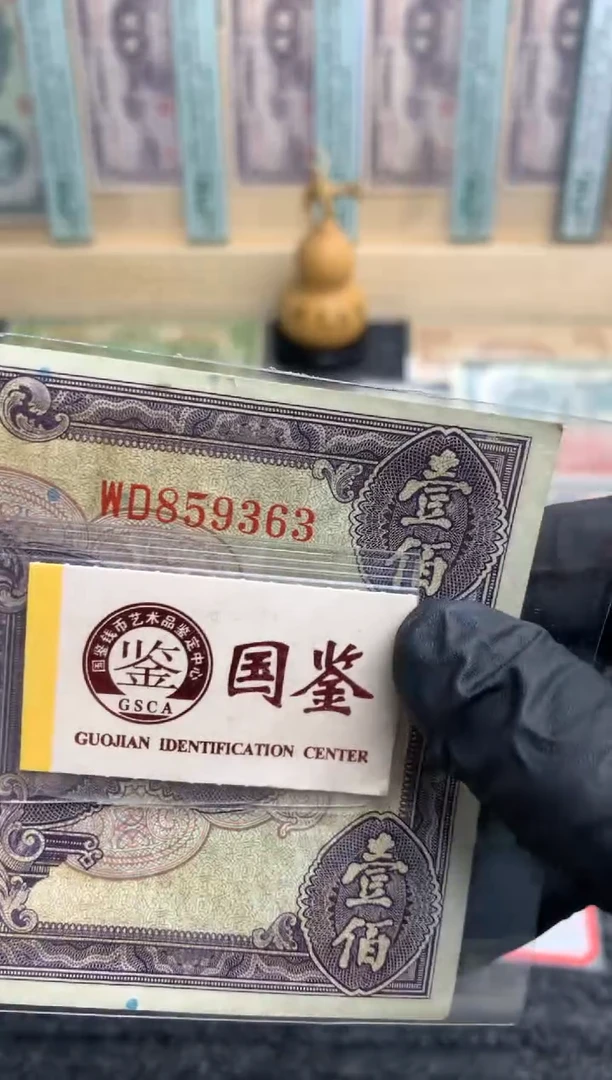 壹
佰
WD859363
国鉴钱币艺术品鉴定中心
鉴
GSCA
国鉴
GUOJIAN IDENTIFICATION CENTER
壹
佰